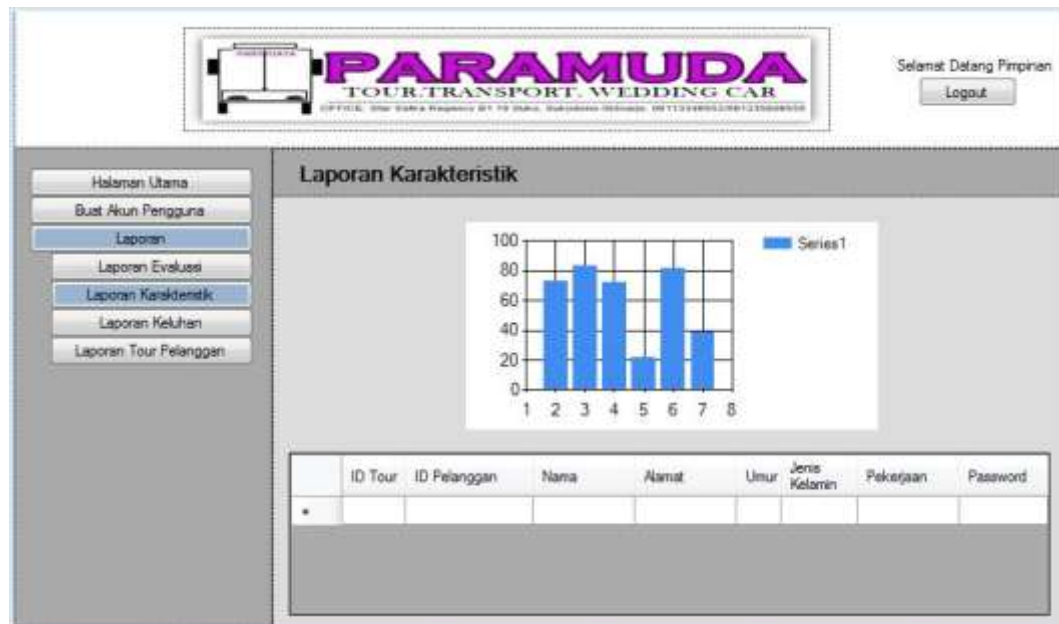 PARAMUDA
TOUR.TRANSPORT. WEDDING CAR
Selamat Datang Pimpinan
Logout
Halaman Utama
Buat Akun Pengguna
Laporan
Laporan Evaluasi
Laporan Karakteristik
Laporan Keluhan
Laporan Tour Pelanggan
Laporan Karakteristik
100
80
60
40
20
0
1 2 3 4 5 6 7 8
Series1
ID Tour ID Pelanggan Nama Alamat Umur Jenis Kelamin Pekerjaan Password